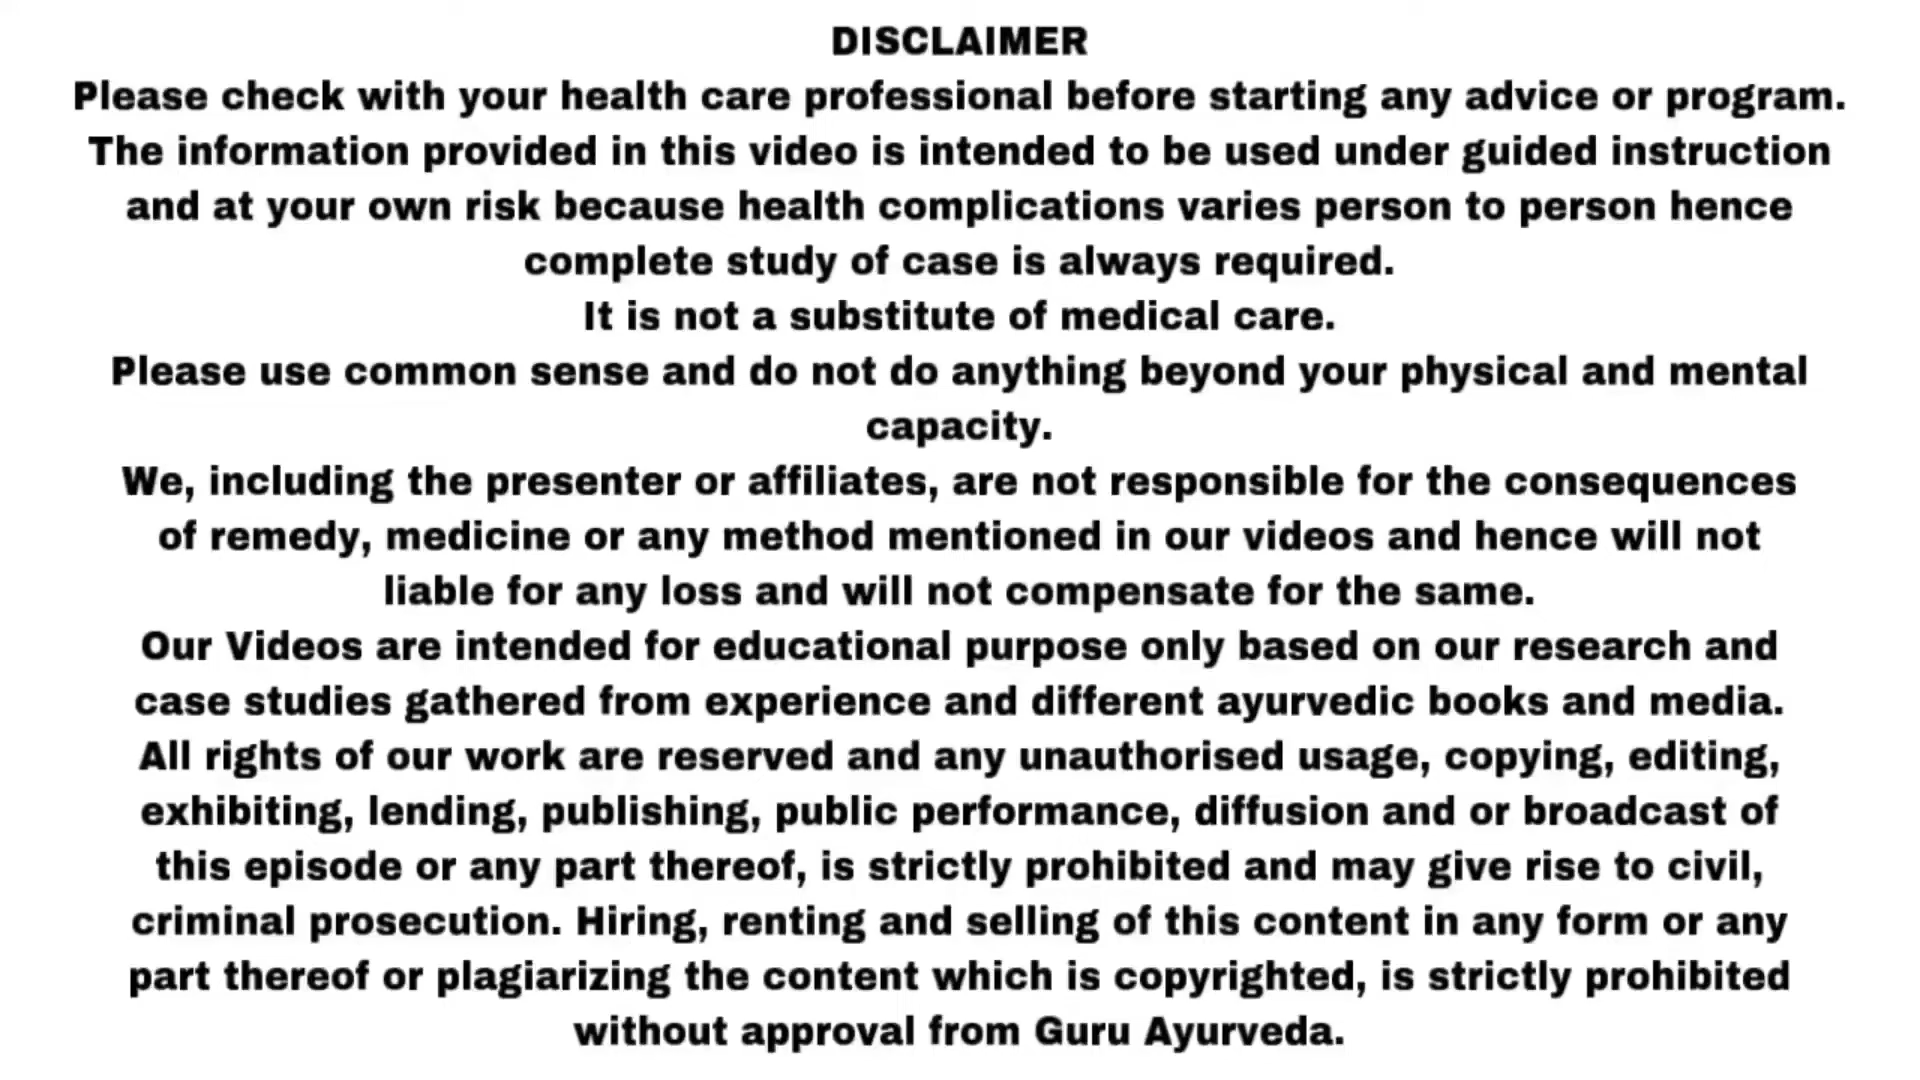 DISCLAIMER
Please check with your health care professional before starting any advice or program.
The information provided in this video is intended to be used under guided instruction
and at your own risk because health complications varies person to person hence
complete study of case is always required.
It is not a substitute of medical care.
Please use common sense and do not do anything beyond your physical and mental
capacity.
We, including the presenter or affiliates, are not responsible for the consequences
of remedy, medicine or any method mentioned in our videos and hence will not
liable for any loss and will not compensate for the same.
Our Videos are intended for educational purpose only based on our research and
case studies gathered from experience and different ayurvedic books and media.
All rights of our work are reserved and any unauthorised usage, copying, editing,
exhibiting, lending, publishing, public performance, diffusion and or broadcast of
this episode or any part thereof, is strictly prohibited and may give rise to civil,
criminal prosecution. Hiring, renting and selling of this content in any form or any
part thereof or plagiarizing the content which is copyrighted, is strictly prohibited
without approval from Guru Ayurveda.